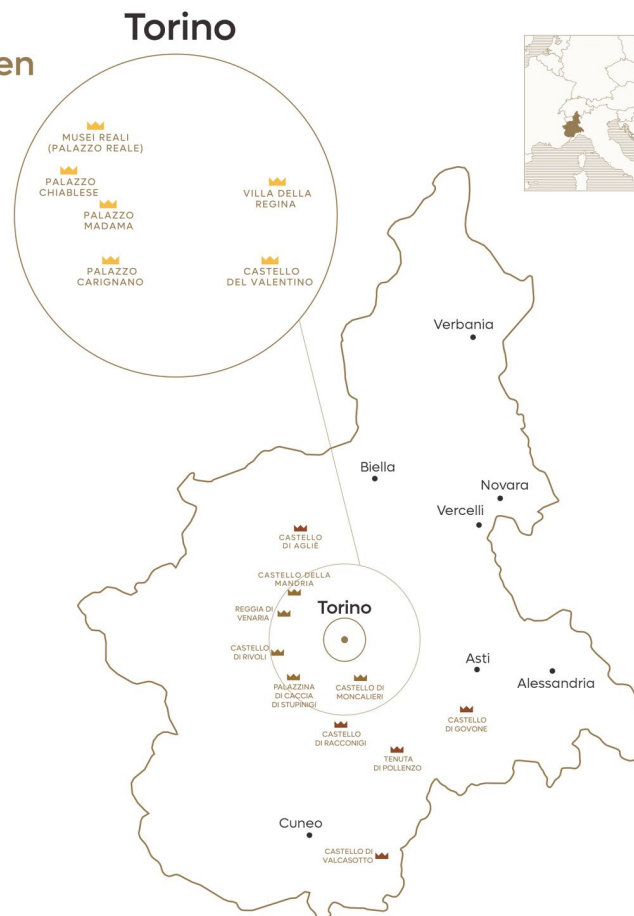 Torino
en
MUSEI REALI
(PALAZZO REALE)
PALAZZO
CHIABLESE
PALAZZO
MADAMA
VILLA DELLA
REGINA
PALAZZO
CARIGNANO
CASTELLO
DEL VALENTINO
Verbania
Biella
Novara
Vercelli
CASTELLO
DI AGLIÈ
CASTELLO DELLA
MANDRIA
REGGIA DI
VENARIA
Torino
CASTELLO
DI RIVOLI
PALAZZINA
DI CACCIA
DI STUPINIGI
CASTELLO DI
MONCALIERI
Asti
Alessandria
CASTELLO
DI GOVONE
CASTELLO
DI RACCONIGI
TENUTA
DI POLLENZO
Cuneo
CASTELLO DI
VALCASOTTO